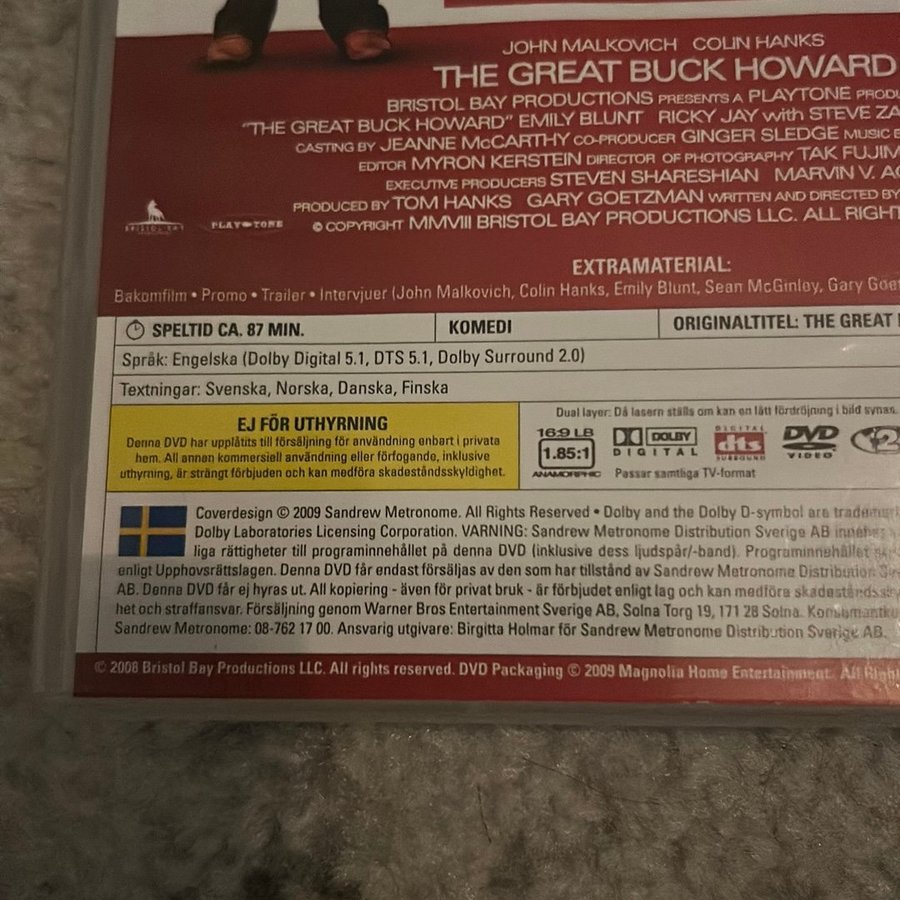 JOHN MALKOVICH COLIN HANKS
THE GREAT BUCK HOWARD
BRISTOL BAY PRODUCTIONS PRESENTS A PLAYTONE
"THE GREAT BUCK HOWARD" EMILY BLUNT RICKY JAY with STEVE
CASTING BY JEANNE McCARTHY CO-PRODUCER GINGER SLEDGE MUSIC
EDITOR MYRON KERSTEIN DIRECTOR OF PHOTOGRAPHY TAK
EXECUTIVE PRODUCERS STEVEN SHARESHIAN MARVIN V.
PRODUCED BY TOM HANKS GARY GOETZMAN WRITTEN AND DIRECTED BY
© COPYRIGHT MMVIII BRISTOL BAY PRODUCTIONS LLC. ALL
BRISTOL BAY
PLAYTONE
EXTRAMATERIAL:
Bakomfilm • Promo • Trailer • Intervjuer (John Malkovich, Colin Hanks, Emily Blunt, Sean McGinley, Gary
SPELTID CA. 87 MIN.
KOMEDI
ORIGINALTITEL: THE GREAT
Språk: Engelska (Dolby Digital 5.1, DTS 5.1, Dolby Surround 2.0)
Textningar: Svenska, Norska, Danska, Finska
EJ FÖR UTHYRNING
Denna DVD har upplåtits till försäljning för användning enbart i privata
hem. All annan kommersiell användning eller förfogande, inklusive
uthyrning, är strängt förbjuden och kan medföra skadeståndsskyldighet.
Dual layer: Då lasern ställs om kan en lätt fördröjning i bild synas.
16:9 LB
1.85:1
ANAMORPHIC
DOLBY
DIGITAL
DIGITAL
dts
SURROUND
DVD
VIDEO
2
Passar samtliga TV-format
Coverdesign © 2009 Sandrew Metronome. All Rights Reserved • Dolby and the Dolby D-symbol are
Dolby Laboratories Licensing Corporation. VARNING: Sandrew Metronome Distribution Sverige AB
liga rättigheter till programinnehållet på denna DVD (inklusive dess ljudspår/-band). Programinnehållet
enligt Upphovsrättslagen. Denna DVD får endast försäljas av den som har tillstånd av Sandrew Metronome Distribution
AB. Denna DVD får ej hyras ut. All kopiering - även för privat bruk - är förbjudet enligt lag och kan medföra
het och straffansvar. Försäljning genom Warner Bros Entertainment Sverige AB, Solna Torg 19, 171 28 Solna.
Sandrew Metronome: 08-762 17 00. Ansvarig utgivare: Birgitta Holmar för Sandrew Metronome Distribution Sverige AB.
© 2008 Bristol Bay Productions LLC. All rights reserved. DVD Packaging © 2009 Magnolia Home Entertainment. All